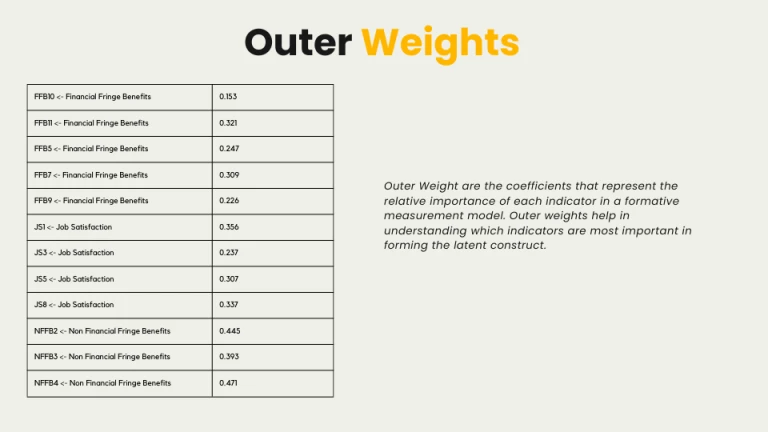 Outer Weights
FFB10 <- Financial Fringe Benefits 0.153
FFB11 <- Financial Fringe Benefits 0.321
FFB5 <- Financial Fringe Benefits 0.247
FFB7 <- Financial Fringe Benefits 0.309
FFB9 <- Financial Fringe Benefits 0.226
JS1 <- Job Satisfaction 0.356
JS3 <- Job Satisfaction 0.237
JS5 <- Job Satisfaction 0.307
JS8 <- Job Satisfaction 0.337
NFFB2 <- Non Financial Fringe Benefits 0.445
NFFB3 <- Non Financial Fringe Benefits 0.393
NFFB4 <- Non Financial Fringe Benefits 0.471
Outer Weight are the coefficients that represent the
relative importance of each indicator in a formative
measurement model. Outer weights help in
understanding which indicators are most important in
forming the latent construct.